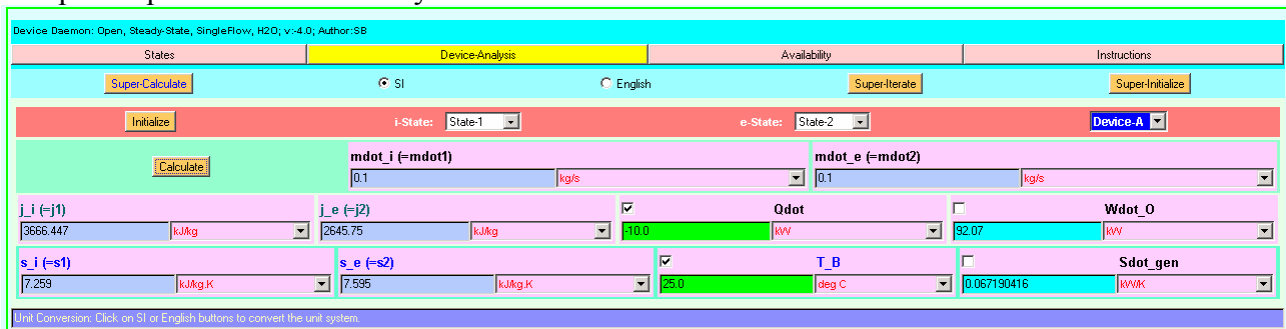 Device Daemon: Open, Steady-State, SingleFlow, H2O; v:-4.0; Author:SB
States Device-Analysis Availability Instructions
Super-Calculate SI English Super-Iterate Super-Initialize
Initialize i-State: State-1 e-State: State-2 Device-A
Calculate mdot_i (=mdot1) mdot_e (=mdot2)
0.1 kg/s 0.1 kg/s
j_i (=j1) j_e (=j2) Qdot Wdot_O
3666.447 kJ/kg 2645.75 kJ/kg -10.0 kW 92.07 kW
s_i (=s1) s_e (=s2) T_B Sdot_gen
7.259 kJ/kg.K 7.595 kJ/kg.K 25.0 deg C 0.067190416 kW/K
Unit Conversion: Click on SI or English buttons to convert the unit system.